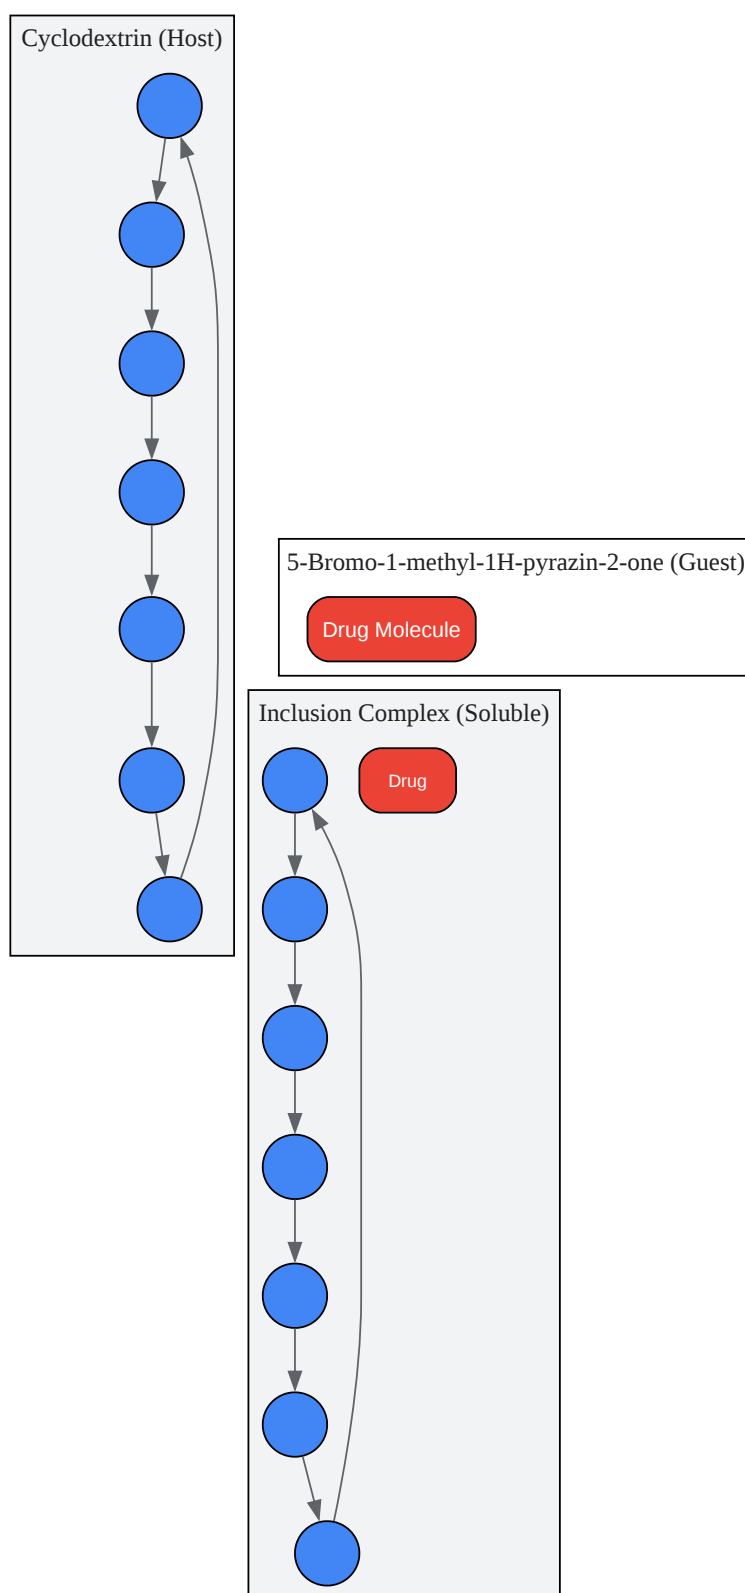 Cyclodextrin (Host)
5-Bromo-1-methyl-1H-pyrazin-2-one (Guest)
Drug Molecule
Inclusion Complex (Soluble)
Drug